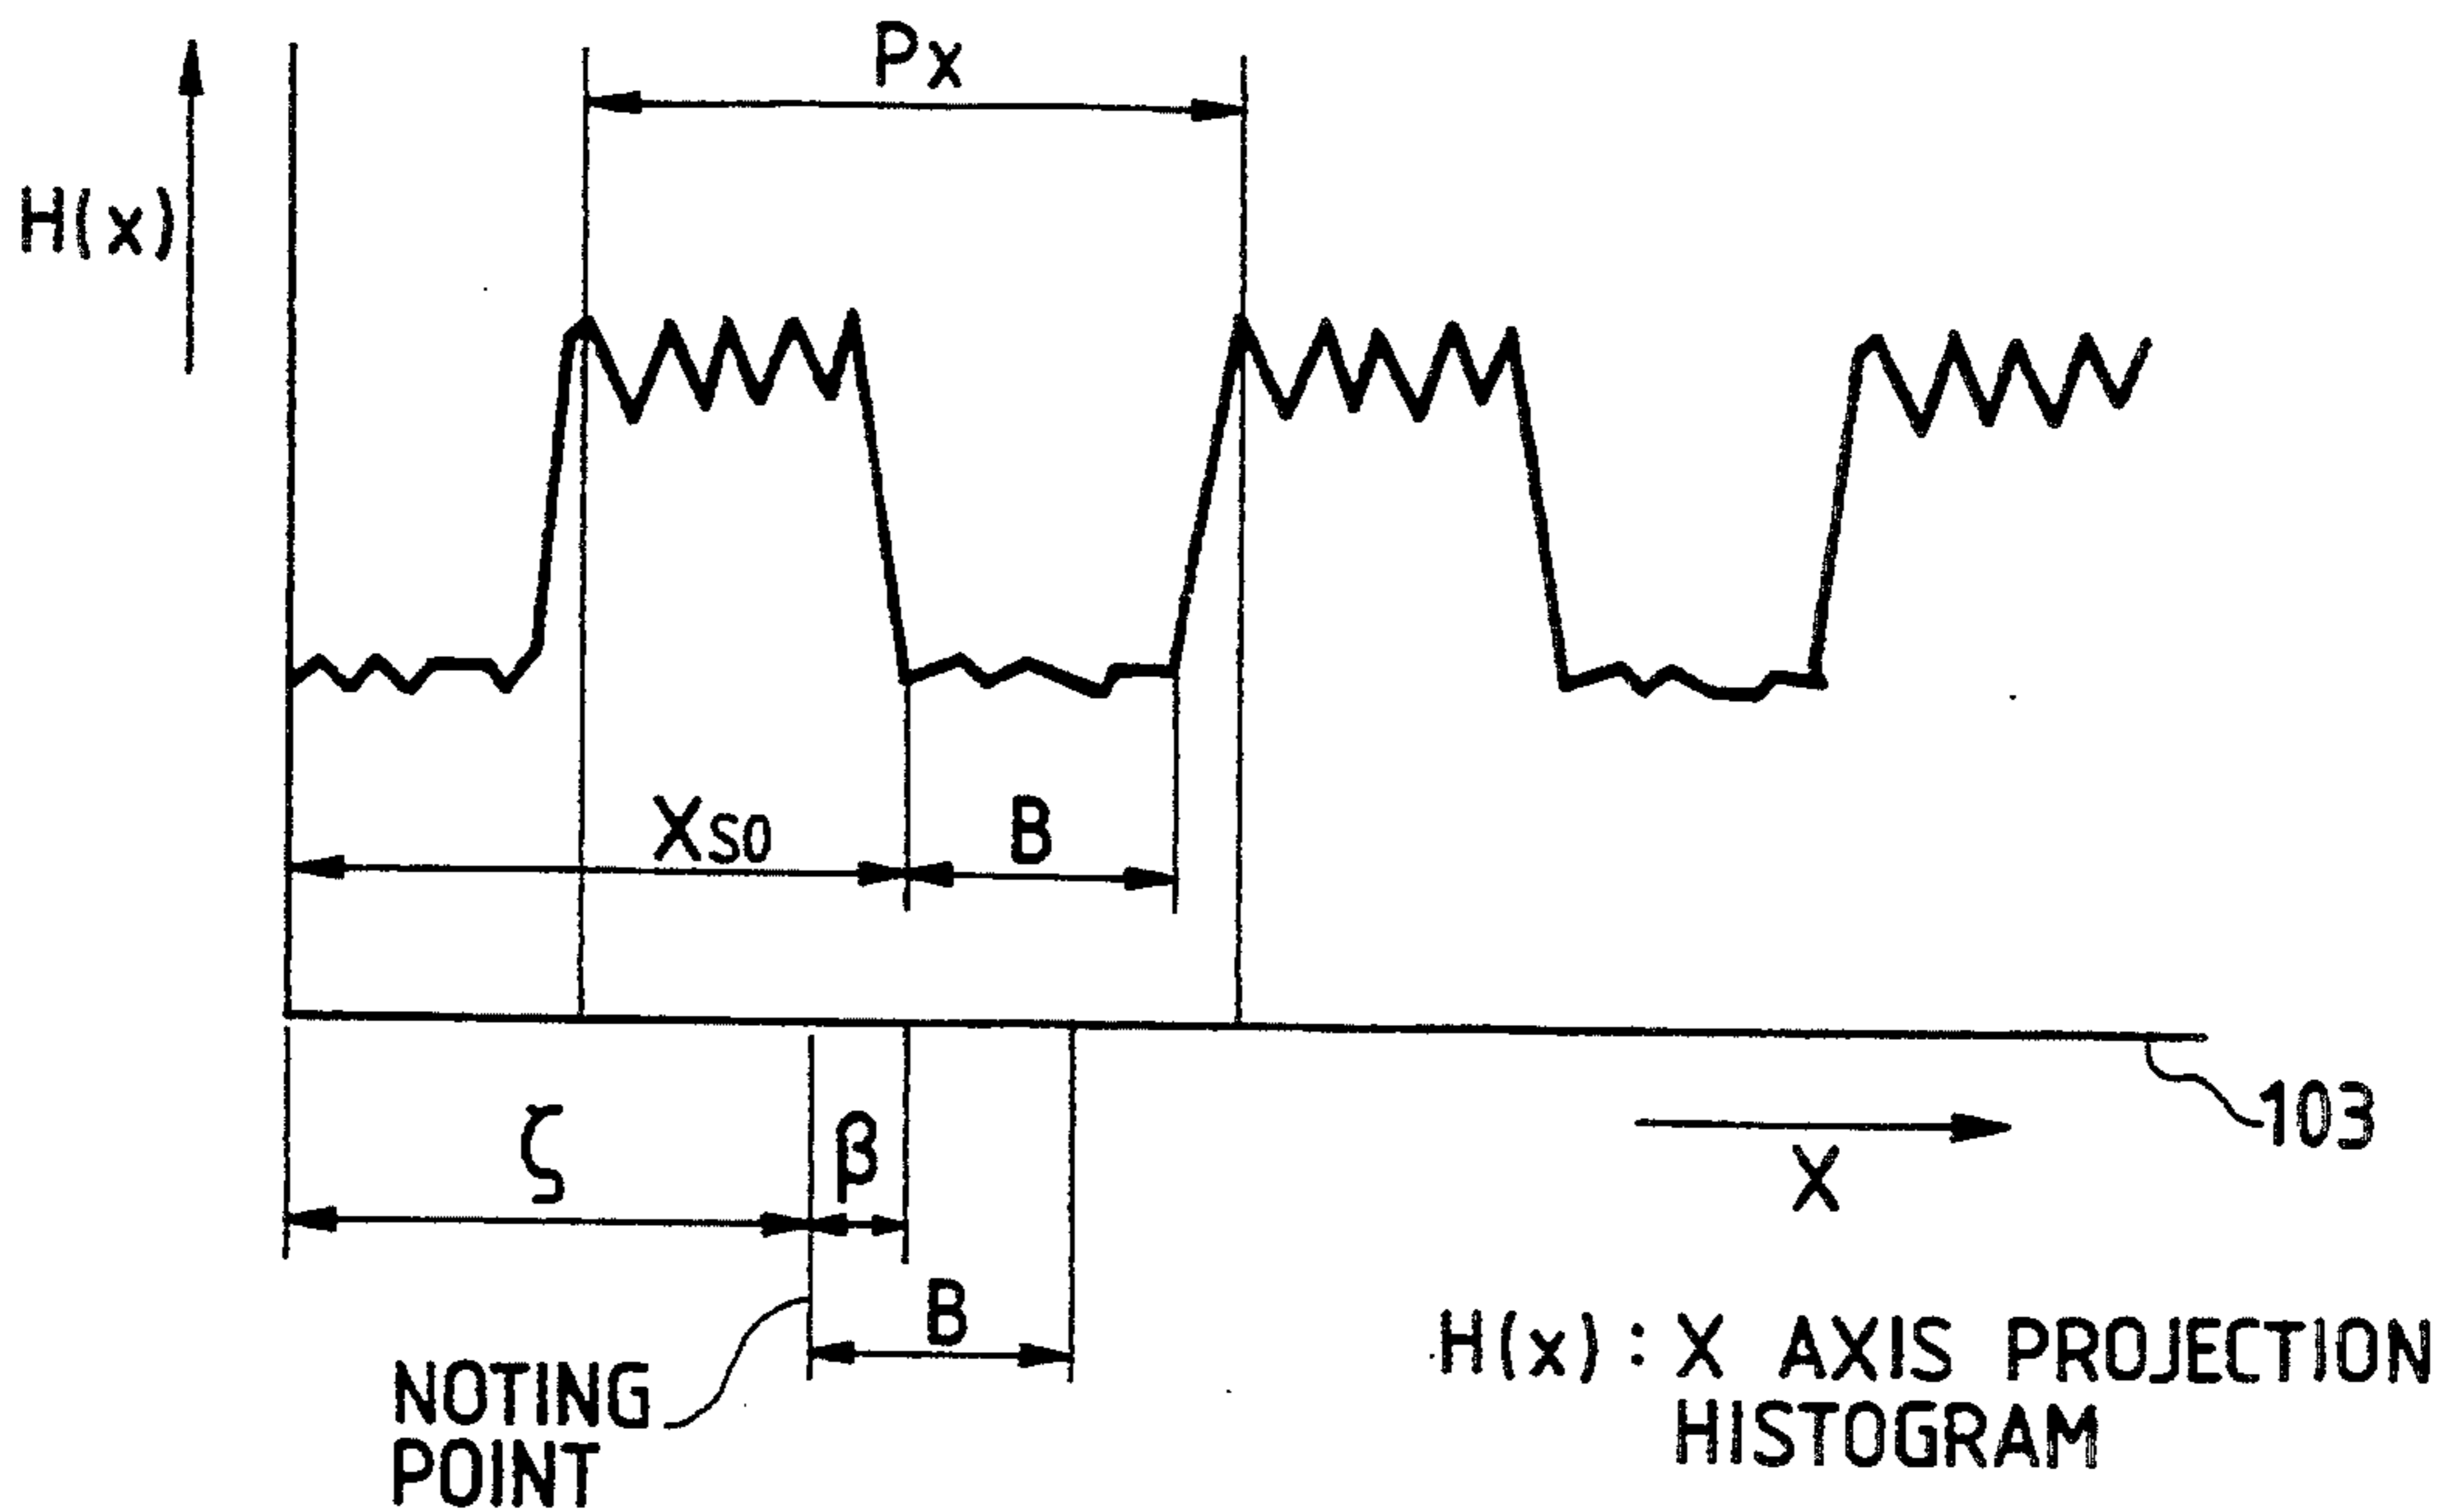 Px
H(x)
XS0
B
ζ
β
103
X
B
NOTING
POINT
H(x) : X AXIS PROJECTION
HISTOGRAM